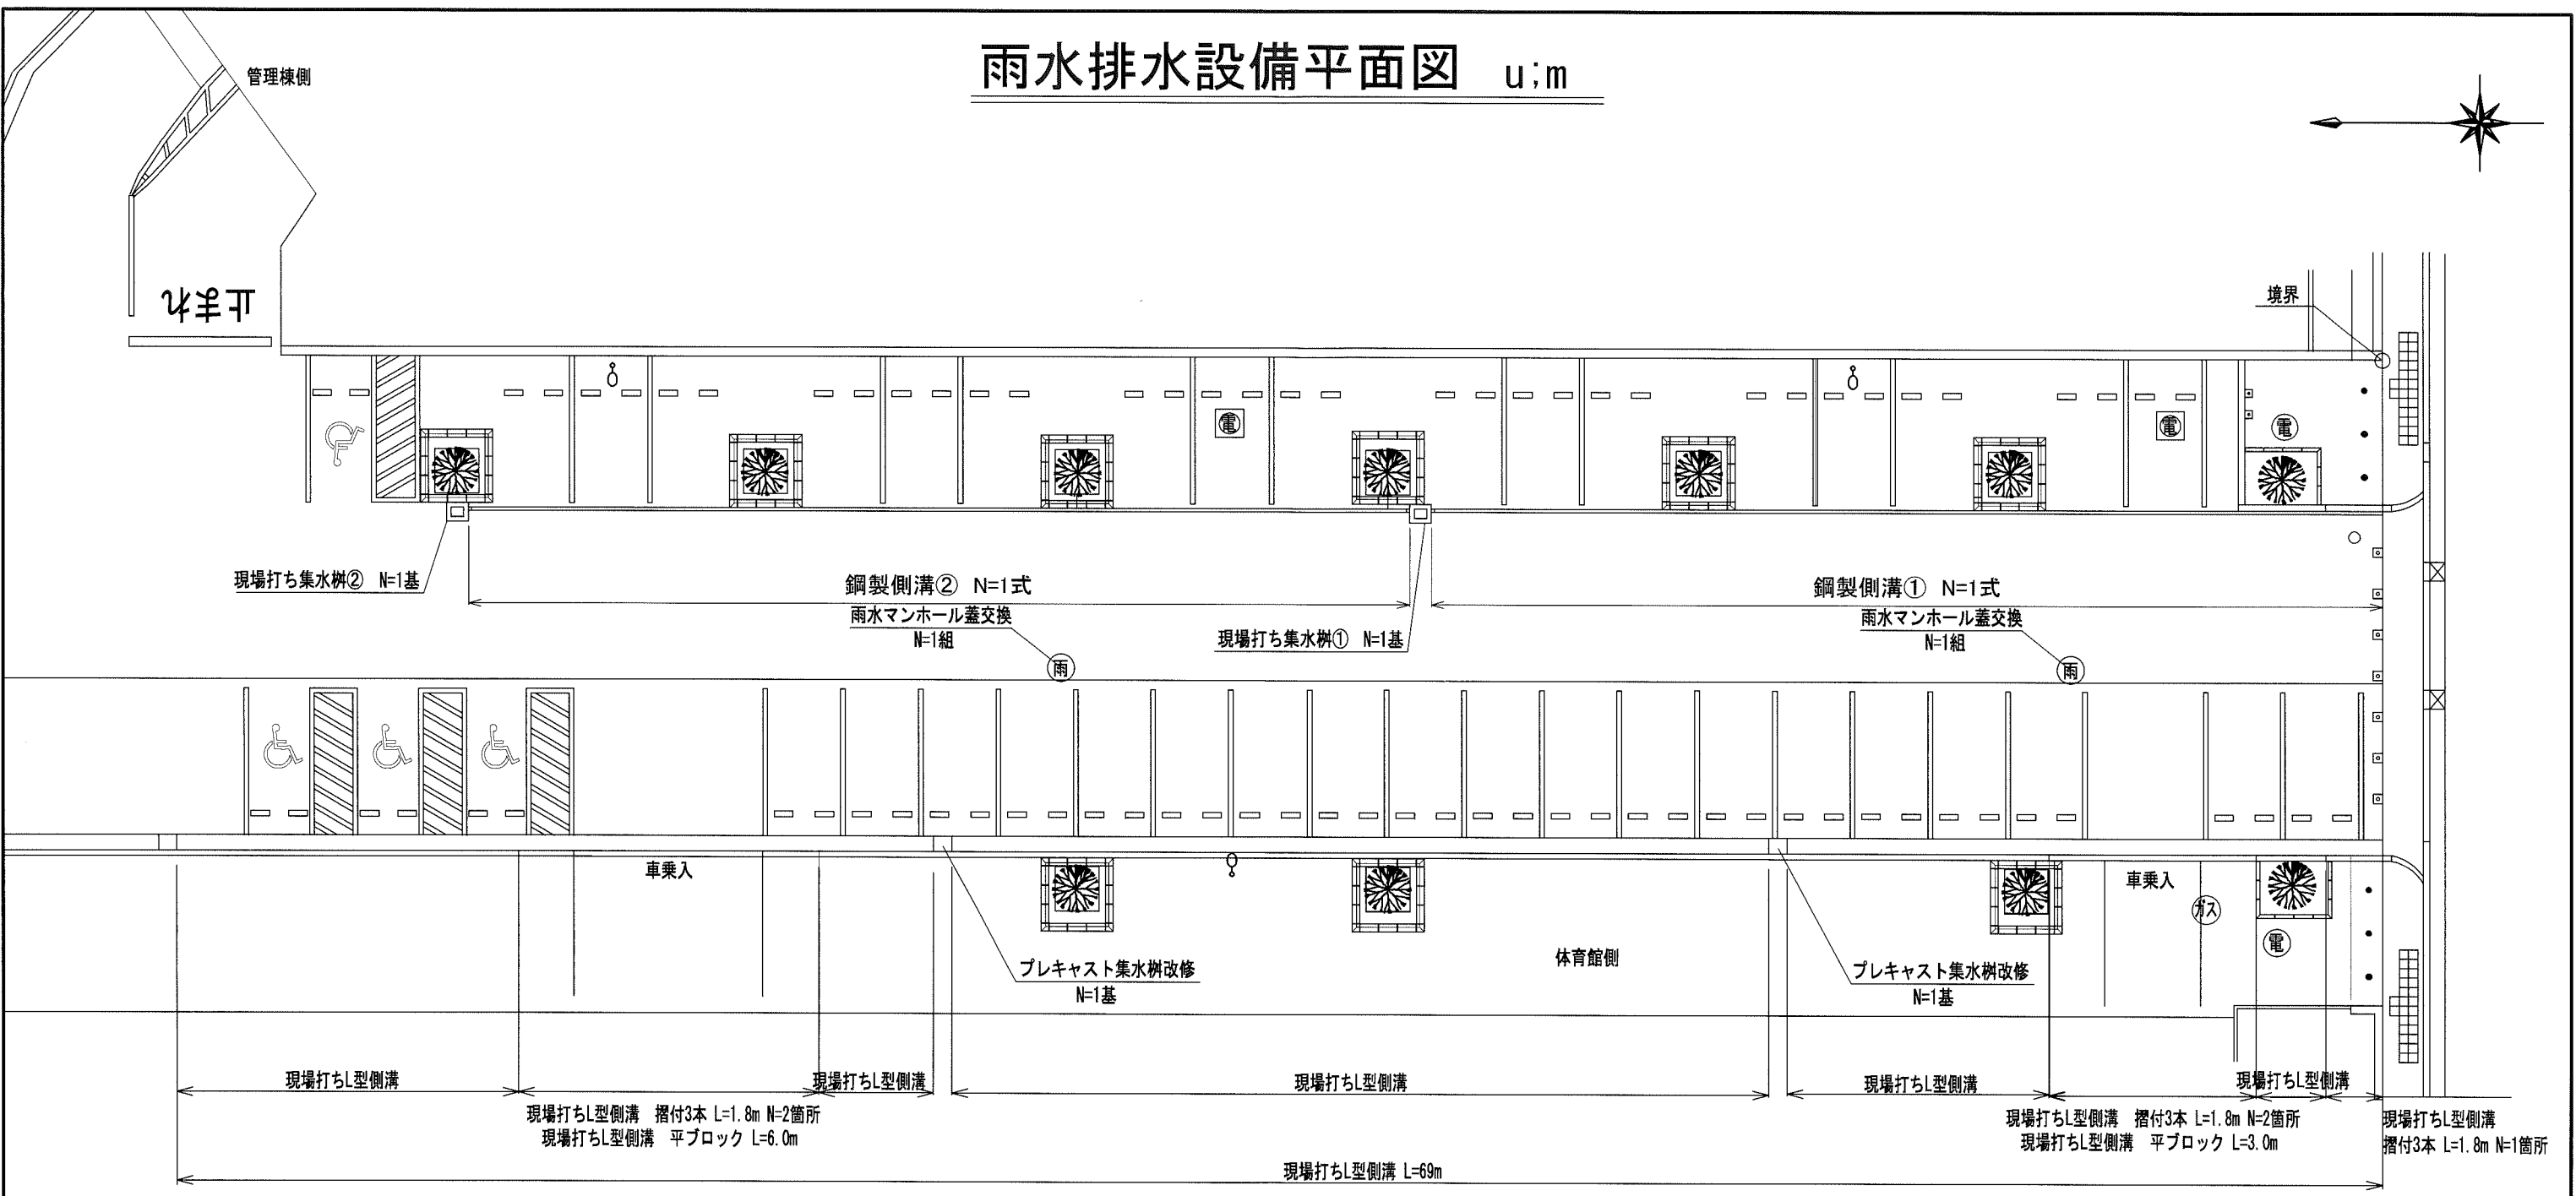 雨水排水設備平面図 u;m
管理棟側
止まれ
境界
電
電
電
現場打ち集水桝② N=1基
鋼製側溝② N=1式
雨水マンホール蓋交換
N=1組
雨
現場打ち集水桝① N=1基
鋼製側溝① N=1式
雨水マンホール蓋交換
N=1組
雨
車乗入
車乗入
ガス
電
体育館側
プレキャスト集水桝改修
N=1基
プレキャスト集水桝改修
N=1基
現場打ちL型側溝
現場打ちL型側溝 摺付3本 L=1.8m N=2箇所
現場打ちL型側溝 平ブロック L=6.0m
現場打ちL型側溝
現場打ちL型側溝
現場打ちL型側溝
現場打ちL型側溝 摺付3本 L=1.8m N=2箇所
現場打ちL型側溝 平ブロック L=3.0m
現場打ちL型側溝
現場打ちL型側溝
摺付3本 L=1.8m N=1箇所
現場打ちL型側溝 L=69m